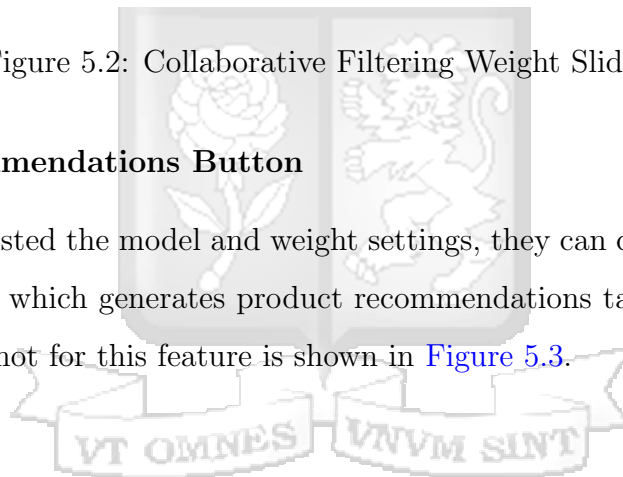 igure 5.2: Collaborative Filtering Weight Slid
mendations Button
sted the model and weight settings, they can
which generates product recommendations ta
not for this feature is shown in Figure 5.3.
VT OMNES VNVM SINT